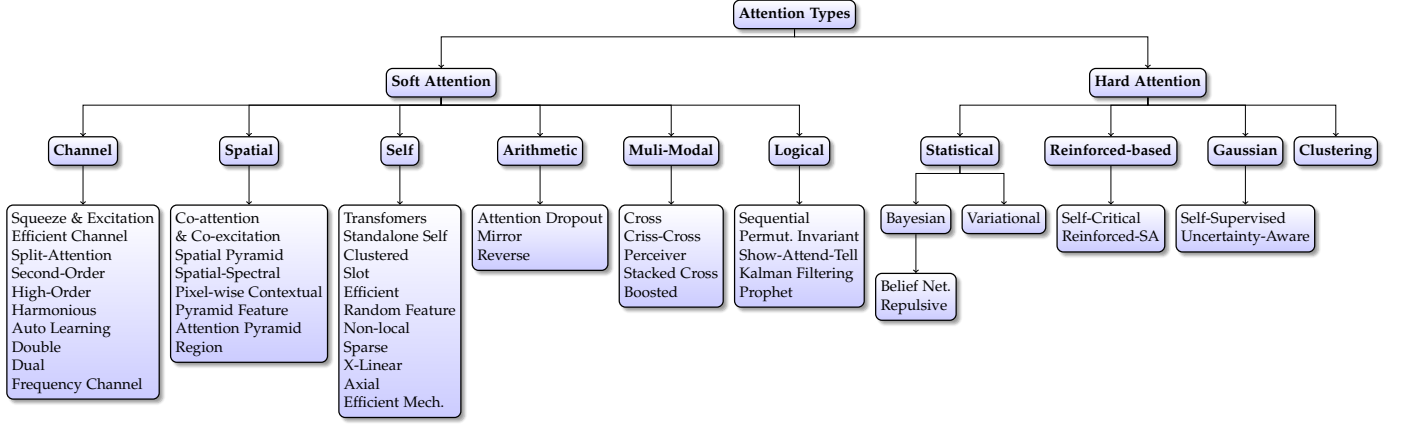 Attention Types
Soft Attention
Hard Attention
Channel
Spatial
Self
Arithmetic
Muli-Modal
Logical
Statistical
Reinforced-based
Gaussian
Clustering
Squeeze & Excitation
Efficient Channel
Split-Attention
Second-Order
High-Order
Harmonious
Auto Learning
Double
Dual
Frequency Channel
Co-attention
& Co-excitation
Spatial Pyramid
Spatial-Spectral
Pixel-wise Contextual
Pyramid Feature
Attention Pyramid
Region
Transfomers
Standalone Self
Clustered
Slot
Efficient
Random Feature
Non-local
Sparse
X-Linear
Axial
Efficient Mech.
Attention Dropout
Mirror
Reverse
Cross
Criss-Cross
Perceiver
Stacked Cross
Boosted
Sequential
Permut. Invariant
Show-Attend-Tell
Kalman Filtering
Prophet
Bayesian
Variational
Belief Net.
Repulsive
Self-Critical
Reinforced-SA
Self-Supervised
Uncertainty-Aware